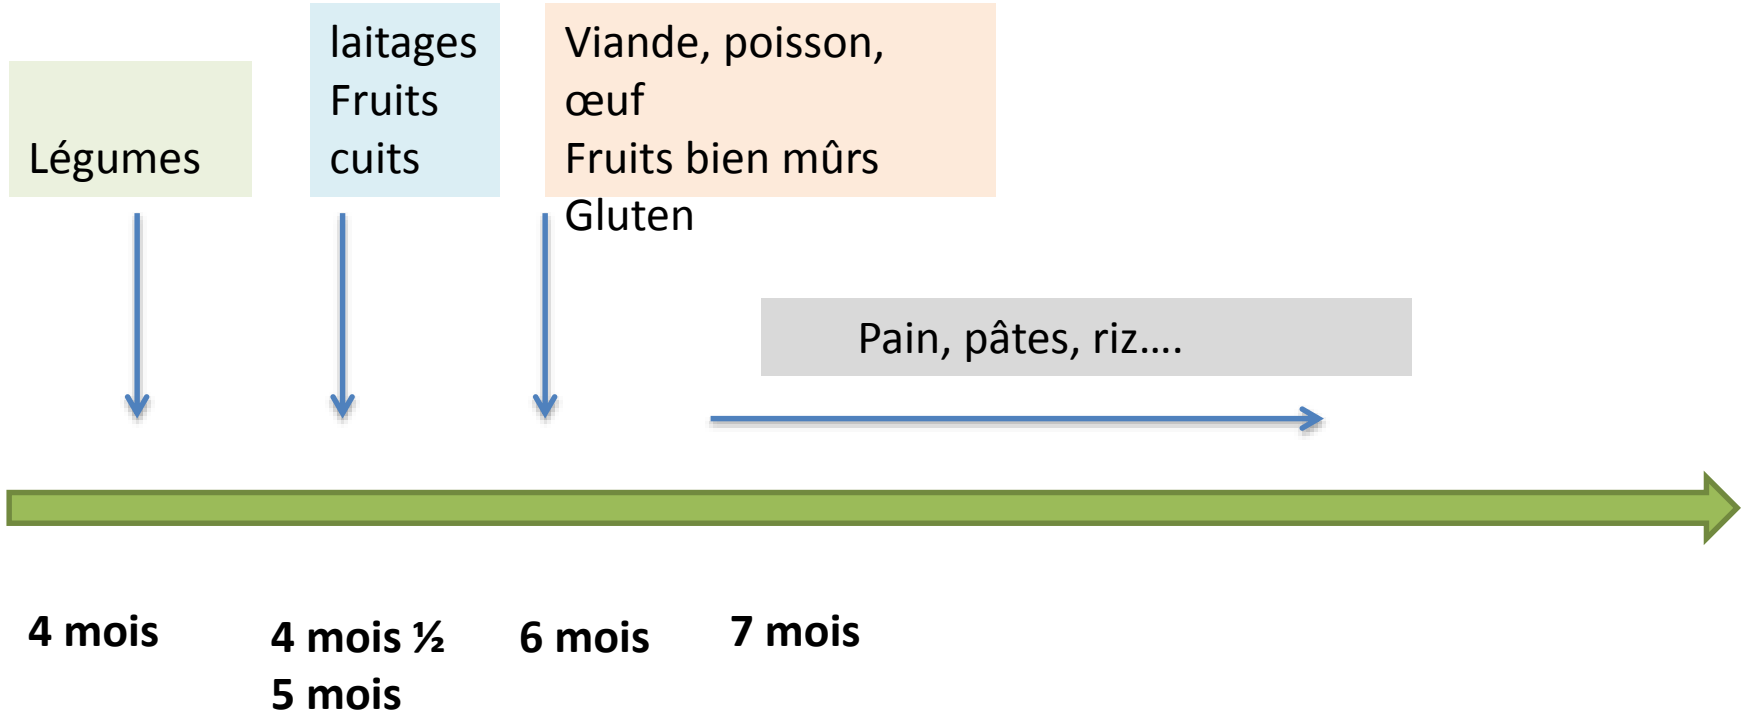 Légumes
laitages
Fruits
cuits
Viande, poisson,
œuf
Fruits bien mûrs
Gluten
Pain, pâtes, riz….
4 mois
4 mois ½
5 mois
6 mois
7 mois